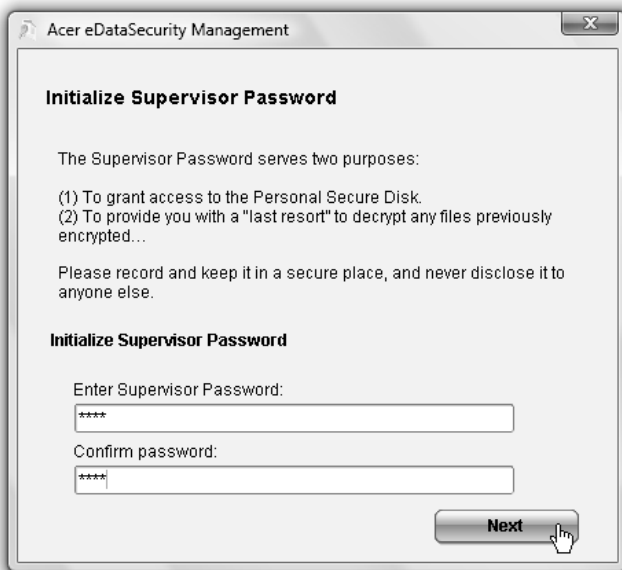 Acer eDataSecurity Management
X
Initialize Supervisor Password
The Supervisor Password serves two purposes:
(1) To grant access to the Personal Secure Disk.
(2) To provide you with a "last resort" to decrypt any files previously
encrypted...
Please record and keep it in a secure place, and never disclose it to
anyone else.
Initialize Supervisor Password
Enter Supervisor Password:
****
Confirm password:
****
Next